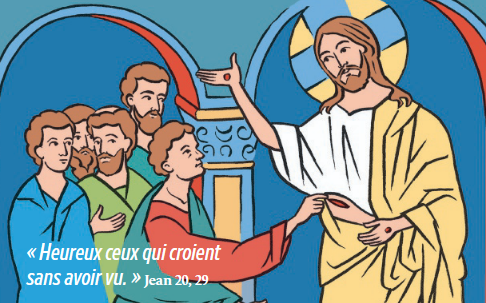 « Heureux ceux qui croient
sans avoir vu. » Jean 20, 29